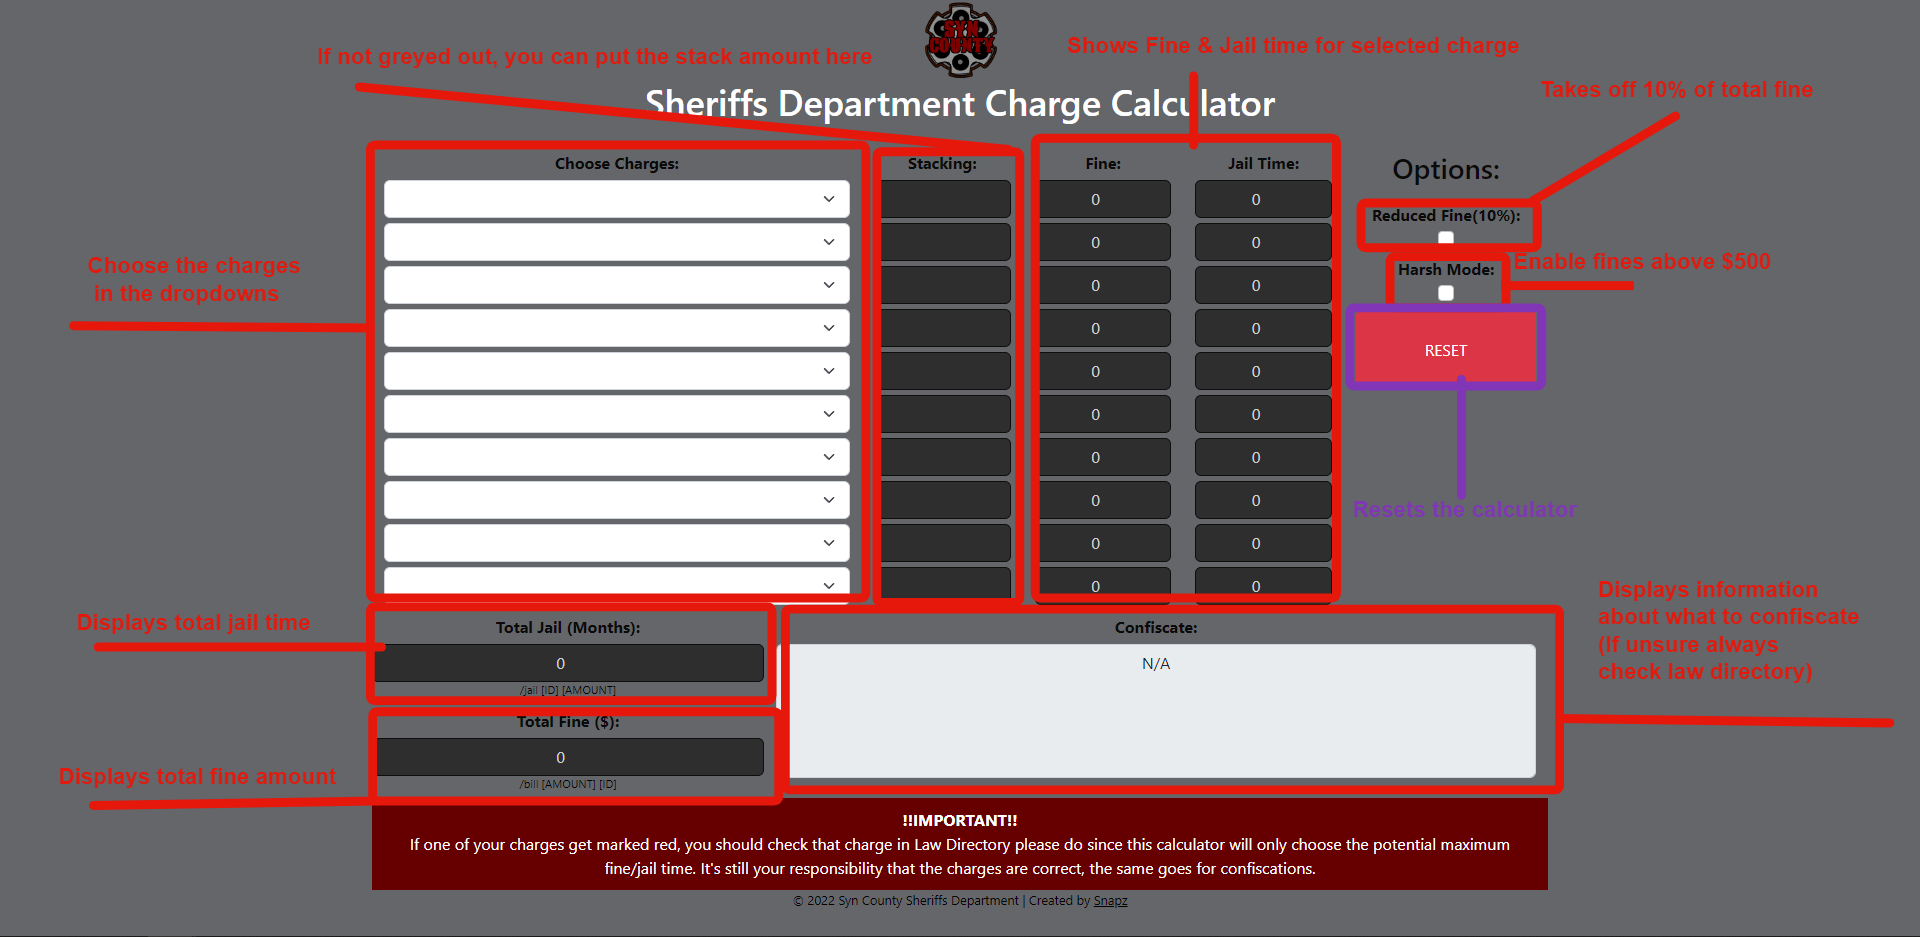 SYN
COUNTY
If not greyed out, you can put the stack amount here
Shows Fine & Jail time for selected charge
Takes off 10% of total fine
Sheriffs Department Charge Calculator
Choose Charges:
Stacking:
Fine:
Jail Time:
Options:
0
0
Reduced Fine(10%):
0
0
Choose the charges
in the dropdowns
Harsh Mode:
Enable fines above $500
0
0
0
0
RESET
0
0
0
0
0
0
0
0
Resets the calculator
0
0
0
0
Displays total jail time
Total Jail (Months):
0
/jail [ID] [AMOUNT]
Confiscate:
N/A
Displays information
about what to confiscate
(If unsure always
check law directory)
Displays total fine amount
Total Fine ($):
0
/bill [AMOUNT] [ID]
!!IMPORTANT!!
If one of your charges get marked red, you should check that charge in Law Directory please do since this calculator will only choose the potential maximum
fine/jail time. It's still your responsibility that the charges are correct, the same goes for confiscations.
© 2022 Syn County Sheriffs Department | Created by Snapz